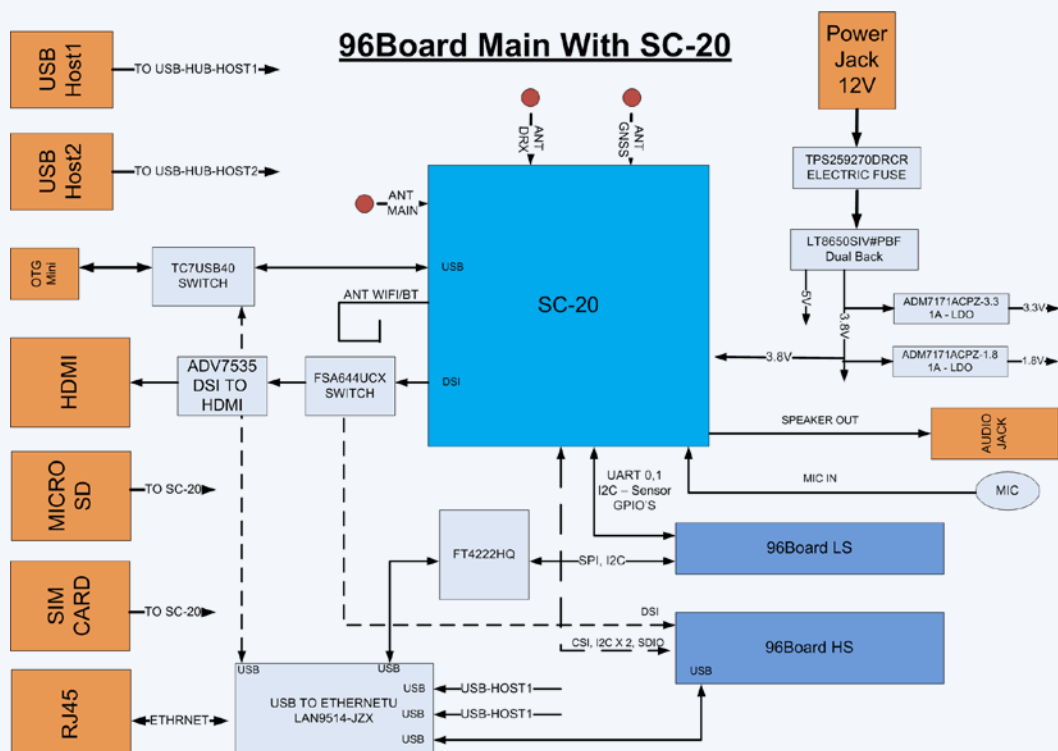 96Board Main With SC-20
USB
Host1
TO USB-HUB-HOST1
USB
Host2
TO USB-HUB-HOST2
ANT
DRX
ANT
GNSS
ANT
MAIN
Power
Jack
12V
TPS259270DRCR
ELECTRIC FUSE
LT8650SIV#PBF
Dual Back
5V
3.8V
ADM7171ACPZ-3.3
1A - LDO
3.3V
ADM7171ACPZ-1.8
1A - LDO
1.8V
3.8V
OTG
Mini
TC7USB40
SWITCH
USB
ANT WIFI/BT
SC-20
HDMI
ADV7535
DSI TO
HDMI
FSA644UCX
SWITCH
DSI
SPEAKER OUT
AUDIO
JACK
MIC IN
MIC
MICRO
SD
TO SC-20
UART 0,1
I2C – Sensor
GPIO'S
FT4222HQ
SPI, I2C
96Board LS
SIM
CARD
TO SC-20
DSI
CSI, I2C X 2, SDIO
96Board HS
USB
RJ45
ETHRNET
USB
USB
USB TO ETHERNETU
LAN9514-JZX
USB
USB-HOST1
USB
USB-HOST1
USB